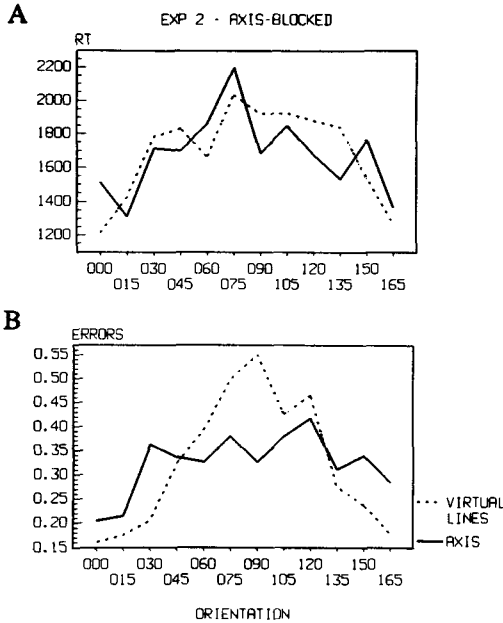 A
EXP 2 - AXIS-BLOCKED
RT
2200
2000
1800
1600
1400
1200
000 030 060 090 120 150
015 045 075 105 135 165
B
ERRORS
0.55
0.50
0.45
0.40
0.35
0.30
0.25
0.20
0.15
VIRTUAL
LINES
AXIS
000 030 060 090 120 150
015 045 075 105 135 165
ORIENTATION